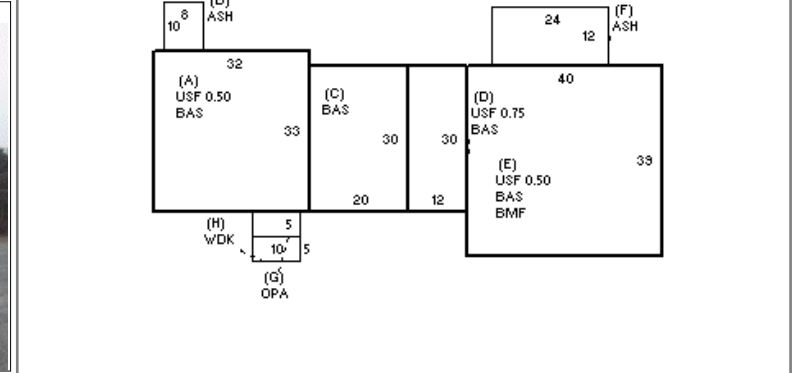 8
10
(B)
ASH
24
12
(F)
ASH
32
(A)
USF 0.50
BAS
33
(C)
BAS
30
20
30
12
40
(D)
USF 0.75
BAS
39
(E)
USF 0.50
BAS
BMF
(H)
WDK
5
10
5
(G)
OPA